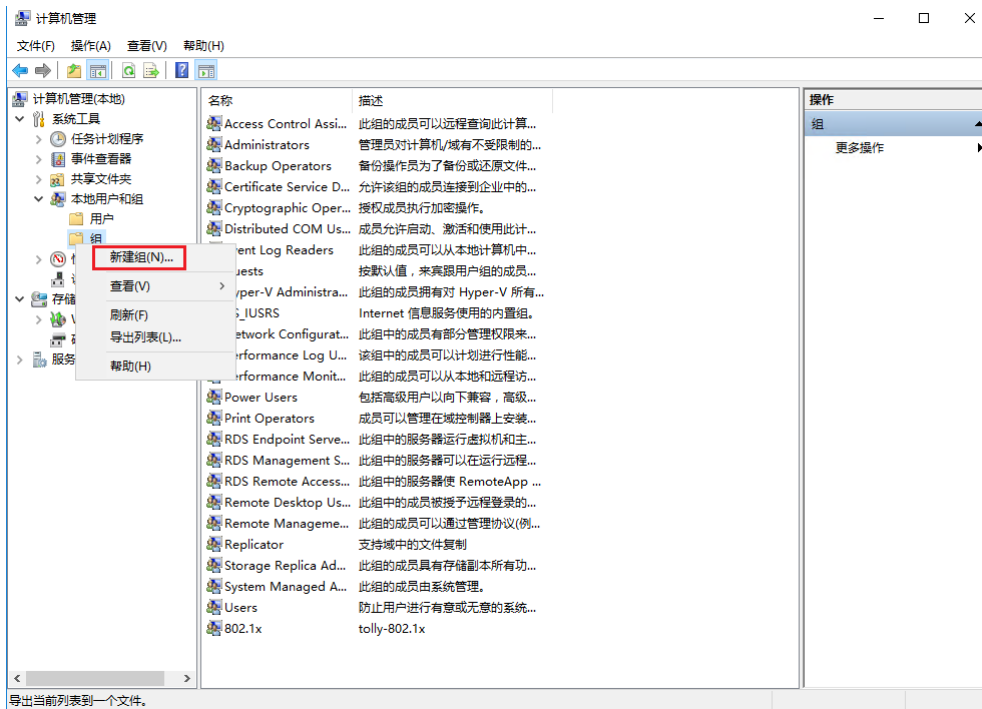 计算机管理
文件(F) 操作(A) 查看(V) 帮助(H)
计算机管理(本地)
系统工具
任务计划程序
事件查看器
共享文件夹
本地用户和组
用户
组
存储
服务
新建组(N)...
查看(V)
刷新(F)
导出列表(L)...
帮助(H)
名称 描述
Access Control Assi... 此组的成员可以远程查询此计算...
Administrators 管理员对计算机/域有不受限制的...
Backup Operators 备份操作员为了备份或还原文件...
Certificate Service D... 允许该组的成员连接到企业中的...
Cryptographic Oper... 授权成员执行加密操作。
Distributed COM Us... 成员允许启动、激活和使用此计...
ent Log Readers 此组的成员可以从本地计算机中...
ests 按默认值，来宾跟用户组的成员...
yper-V Administra... 此组的成员拥有对 Hyper-V 所有...
S_IUSRS Internet 信息服务使用的内置组。
etwork Configurat... 此组中的成员有部分管理权限来...
erformance Log U... 该组中的成员可以计划进行性能...
erformance Monit... 此组的成员可以从本地和远程访...
Power Users 包括高级用户以向下兼容，高级...
Print Operators 成员可以管理在域控制器上安装...
RDS Endpoint Serve... 此组中的服务器运行虚拟机和主...
RDS Management S... 此组中的服务器可以在运行远程...
RDS Remote Access... 此组中的服务器使 RemoteApp ...
Remote Desktop Us... 此组中的成员被授予远程登录的...
Remote Manageme... 此组的成员可以通过管理协议(例...
Replicator 支持域中的文件复制
Storage Replica Ad... 此组的成员具有存储副本所有功...
System Managed A... 此组的成员由系统管理。
Users 防止用户进行有意或无意的系统...
802.1x tolly-802.1x
操作
组
更多操作
导出当前列表到一个文件。